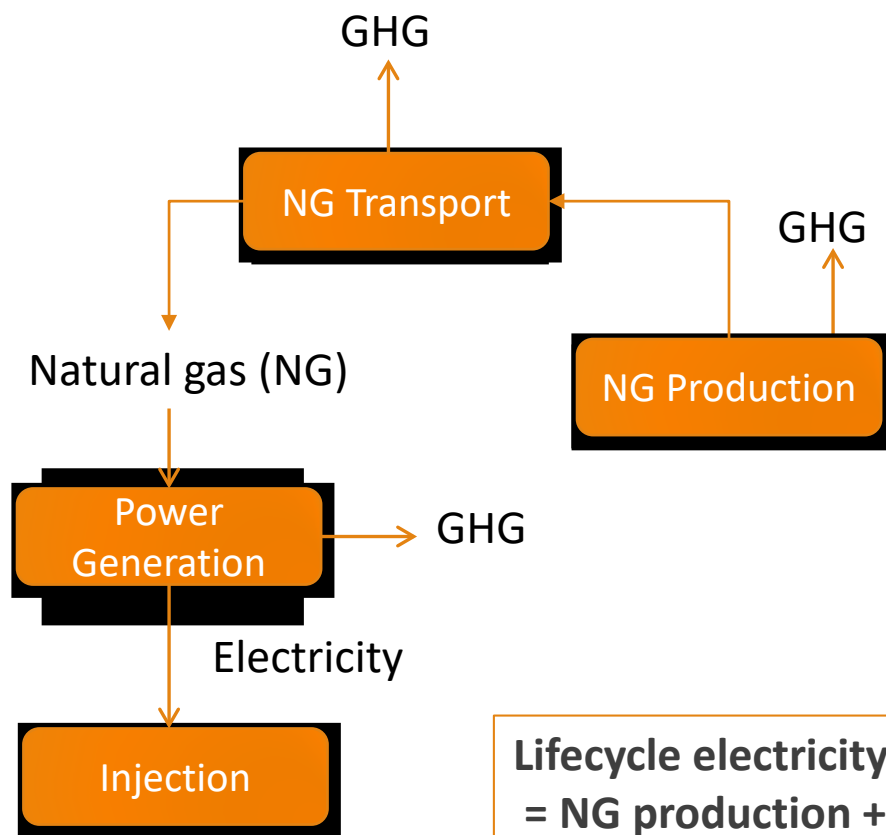 GHG
NG Transport
GHG
NG Production
Natural gas (NG)
Power
Generation
GHG
Electricity
Injection
Lifecycle electricity
= NG production +